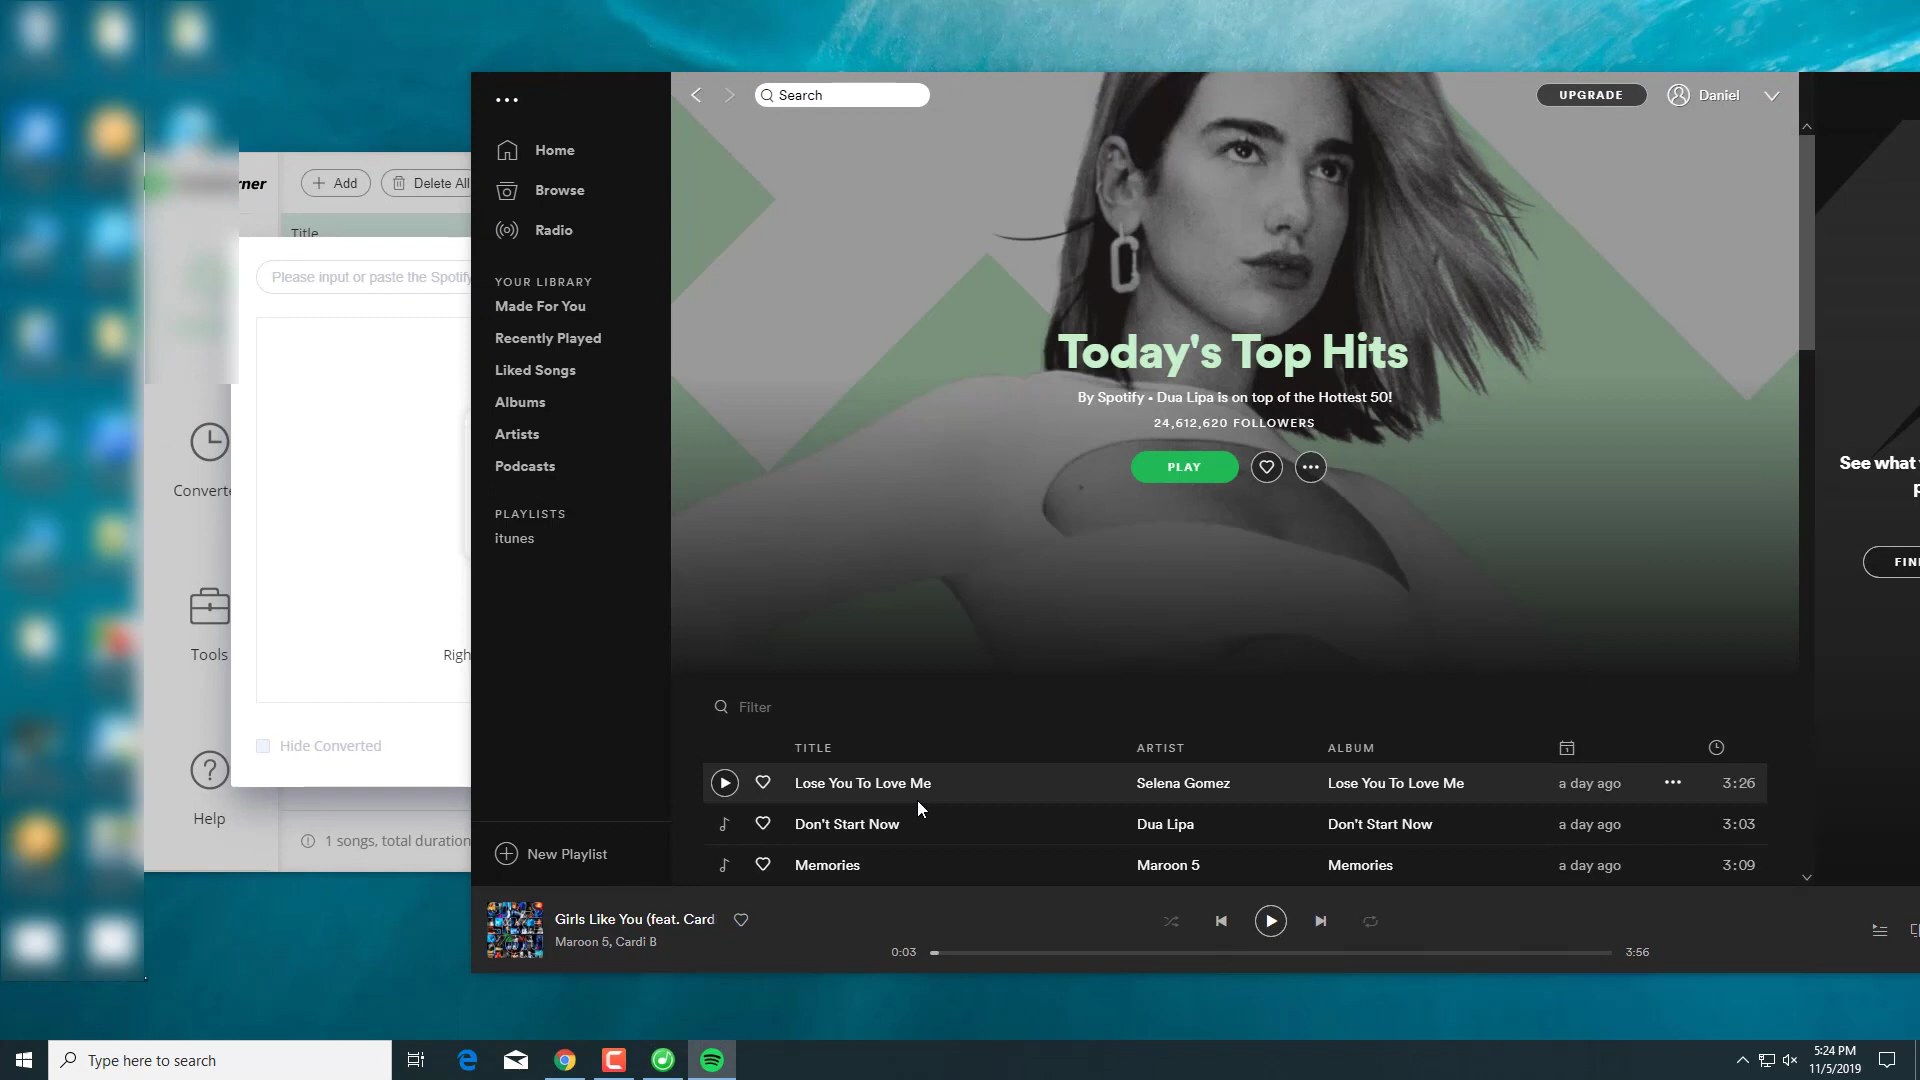 rner
Add
Delete All
Title
Please input or paste the Spotify
Converte
Righ
Tools
Hide Converted
Help
1 songs, total duration
Home
Browse
Radio
YOUR LIBRARY
Made For You
Recently Played
Liked Songs
Albums
Artists
Podcasts
PLAYLISTS
itunes
New Playlist
Search
UPGRADE
Daniel
Today's Top Hits
By Spotify • Dua Lipa is on top of the Hottest 50!
24,612,620 FOLLOWERS
PLAY
See what
p
FIN
Filter
TITLE ARTIST ALBUM
Lose You To Love Me Selena Gomez Lose You To Love Me a day ago 3:26
Don't Start Now Dua Lipa Don't Start Now a day ago 3:03
Memories Maroon 5 Memories a day ago 3:09
Girls Like You (feat. Card
Maroon 5, Cardi B
0:03 3:56
Type here to search
5:24 PM
11/5/2019